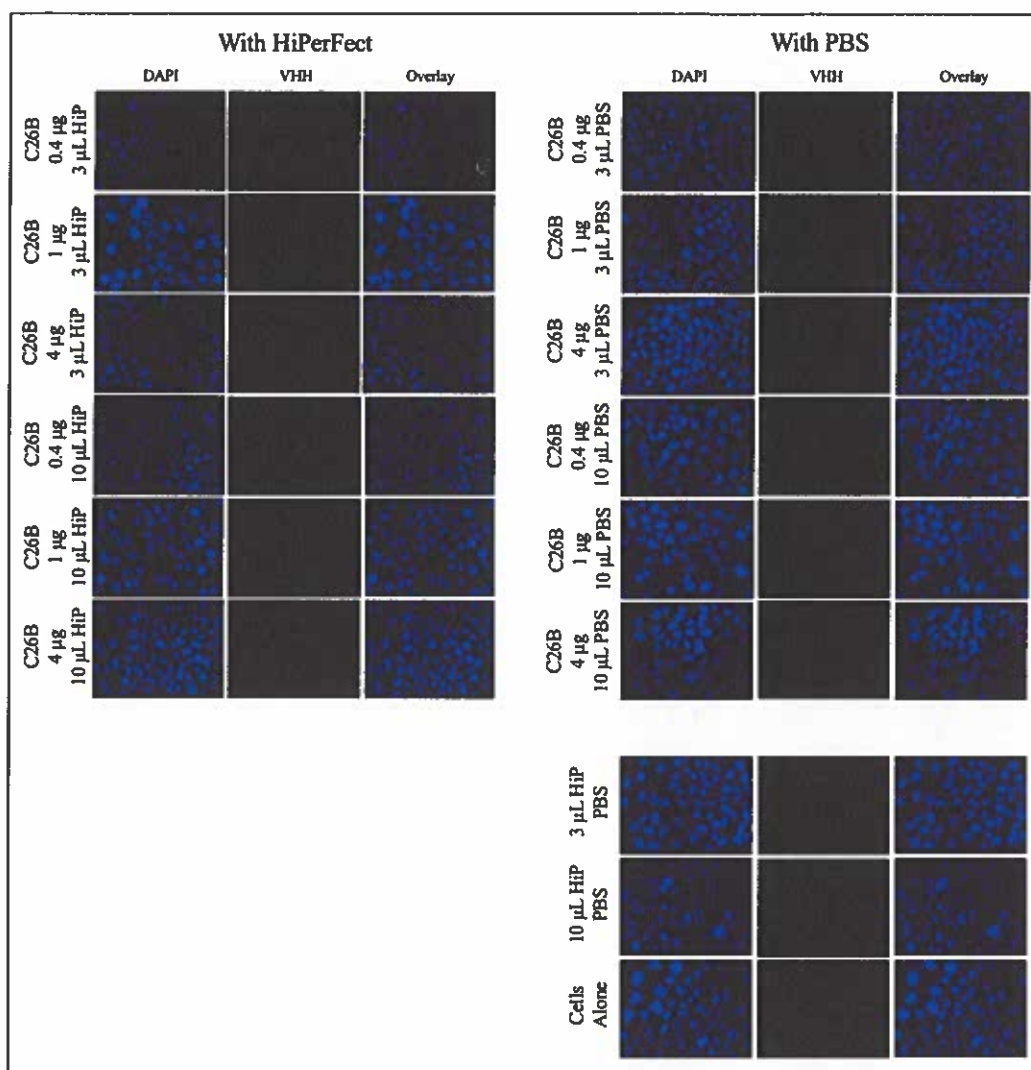 With HiPerFect
DAPI VHH Overlay
C26B
0.4 µg
3 µL HiP
C26B
1 µg
3 µL HiP
C26B
4 µg
3 µL HiP
C26B
0.4 µg
10 µL HiP
C26B
1 µg
10 µL HiP
C26B
4 µg
10 µL HiP
With PBS
DAPI VHH Overlay
C26B
0.4 µg
3 µL PBS
C26B
1 µg
3 µL PBS
C26B
4 µg
3 µL PBS
C26B
0.4 µg
10 µL PBS
C26B
1 µg
10 µL PBS
C26B
4 µg
10 µL PBS
3 µL HiP
PBS
10 µL HiP
PBS
Cells
Alone